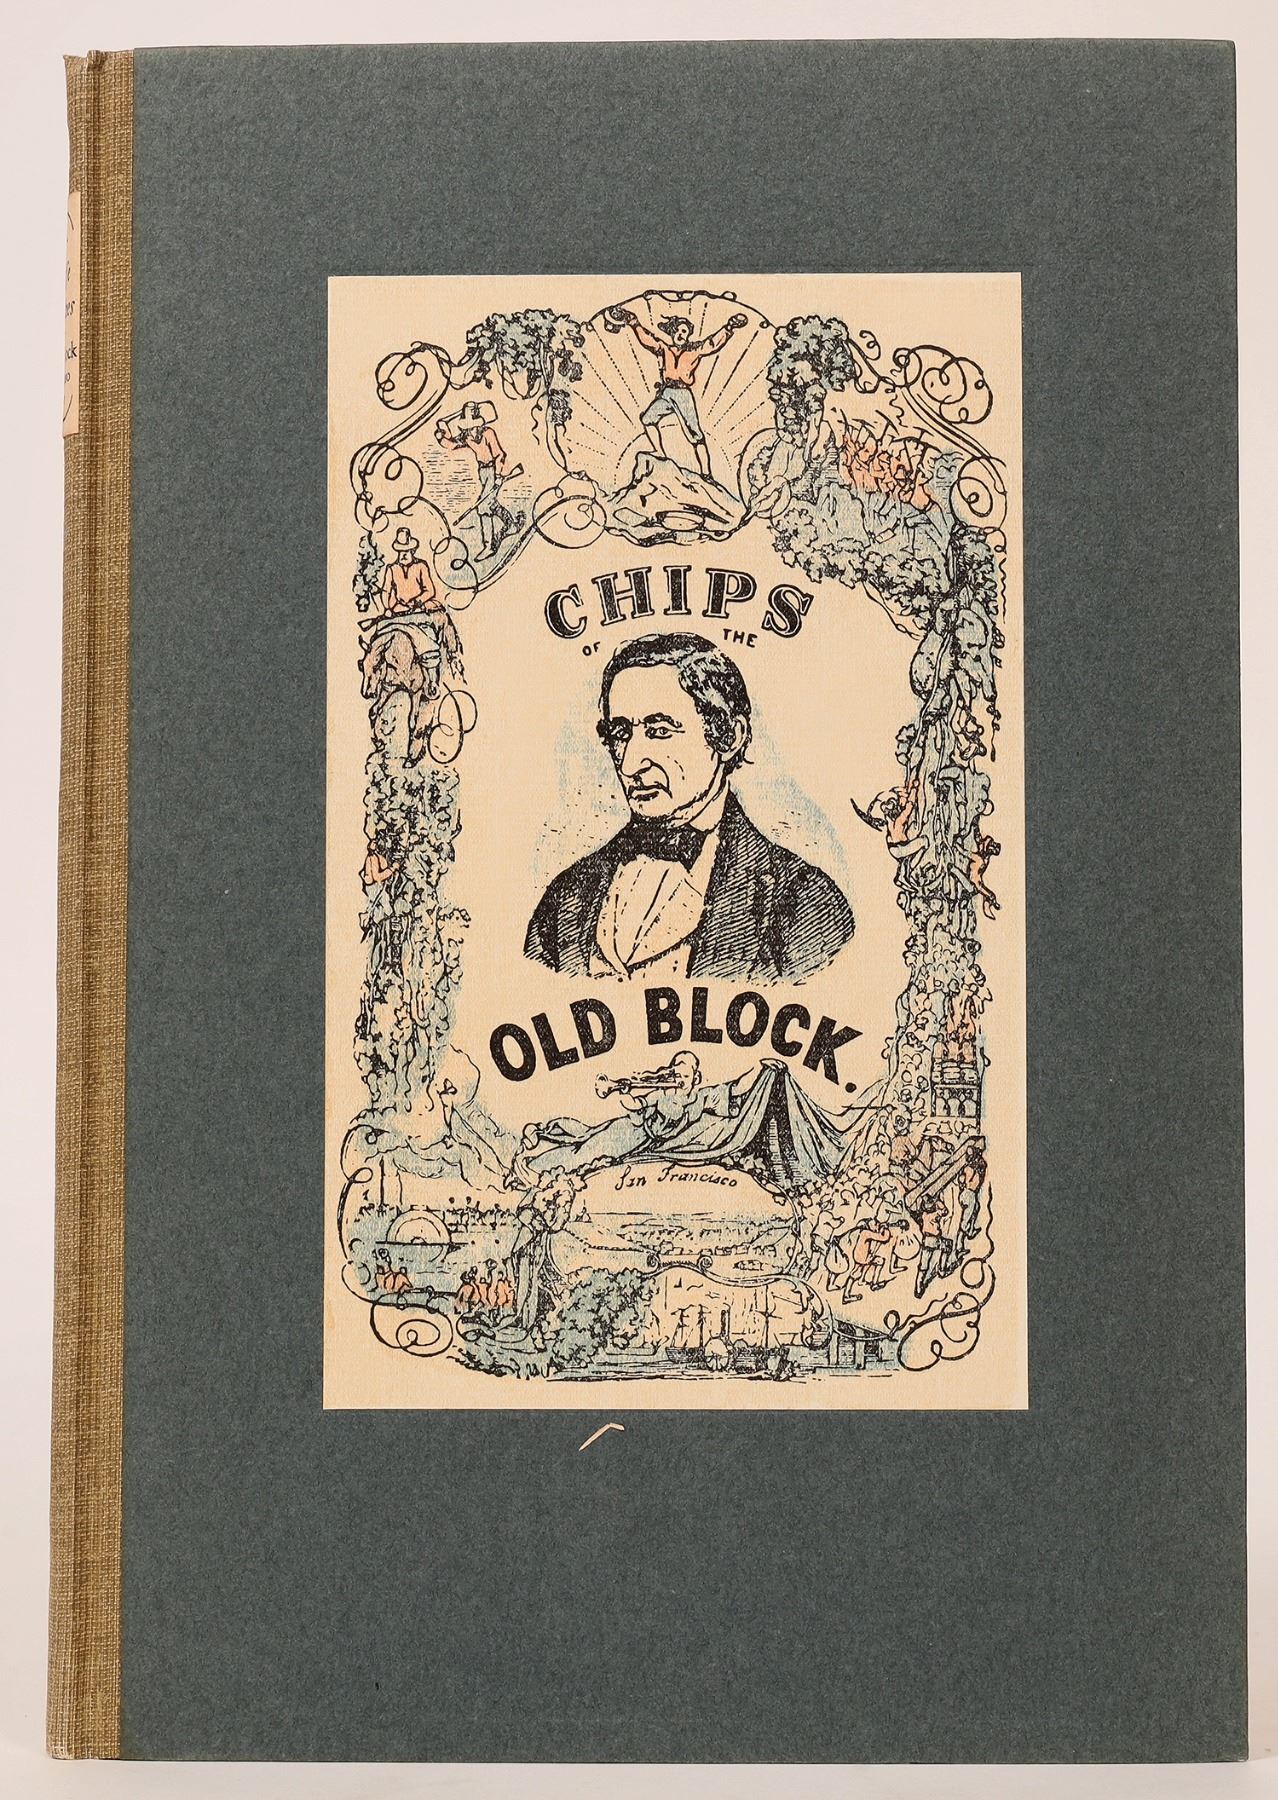 CHIPS
OF THE
OLD BLOCK.
San Francisco